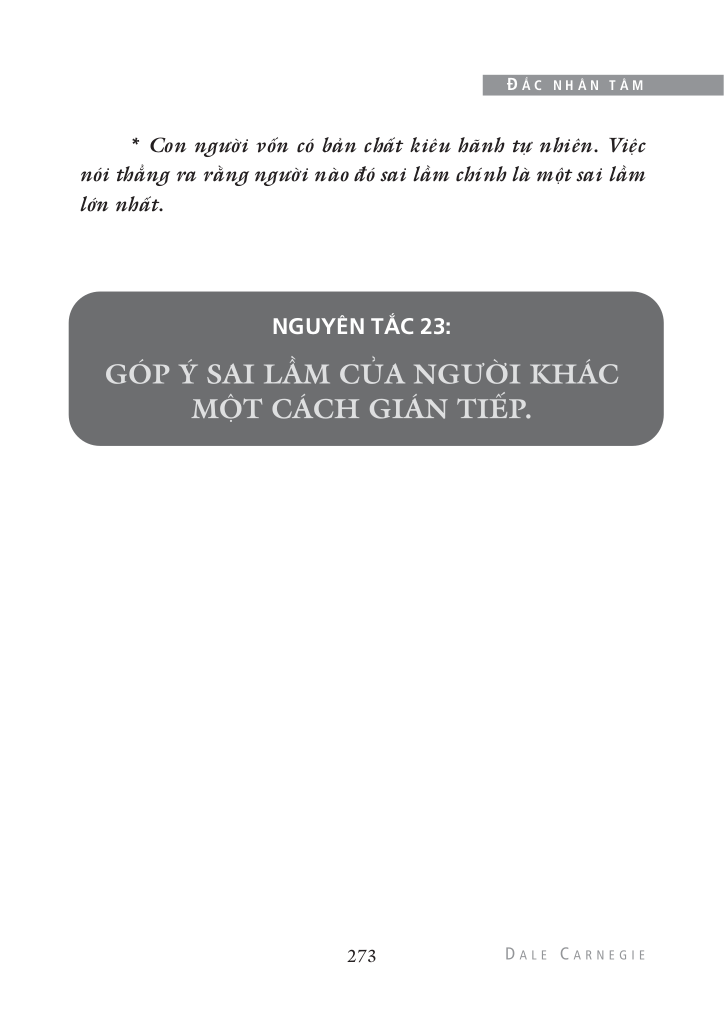 ĐẮC NHÂN TÂM
* Con người vốn có bản chất kiêu hãnh tự nhiên. Việc
nói thẳng ra rằng người nào đó sai lầm chính là một sai lầm
lớn nhất.
NGUYÊN TẮC 23:
GÓP Ý SAI LẦM CỦA NGƯỜI KHÁC
MỘT CÁCH GIÁN TIẾP.
273
DALE CARNEGIE